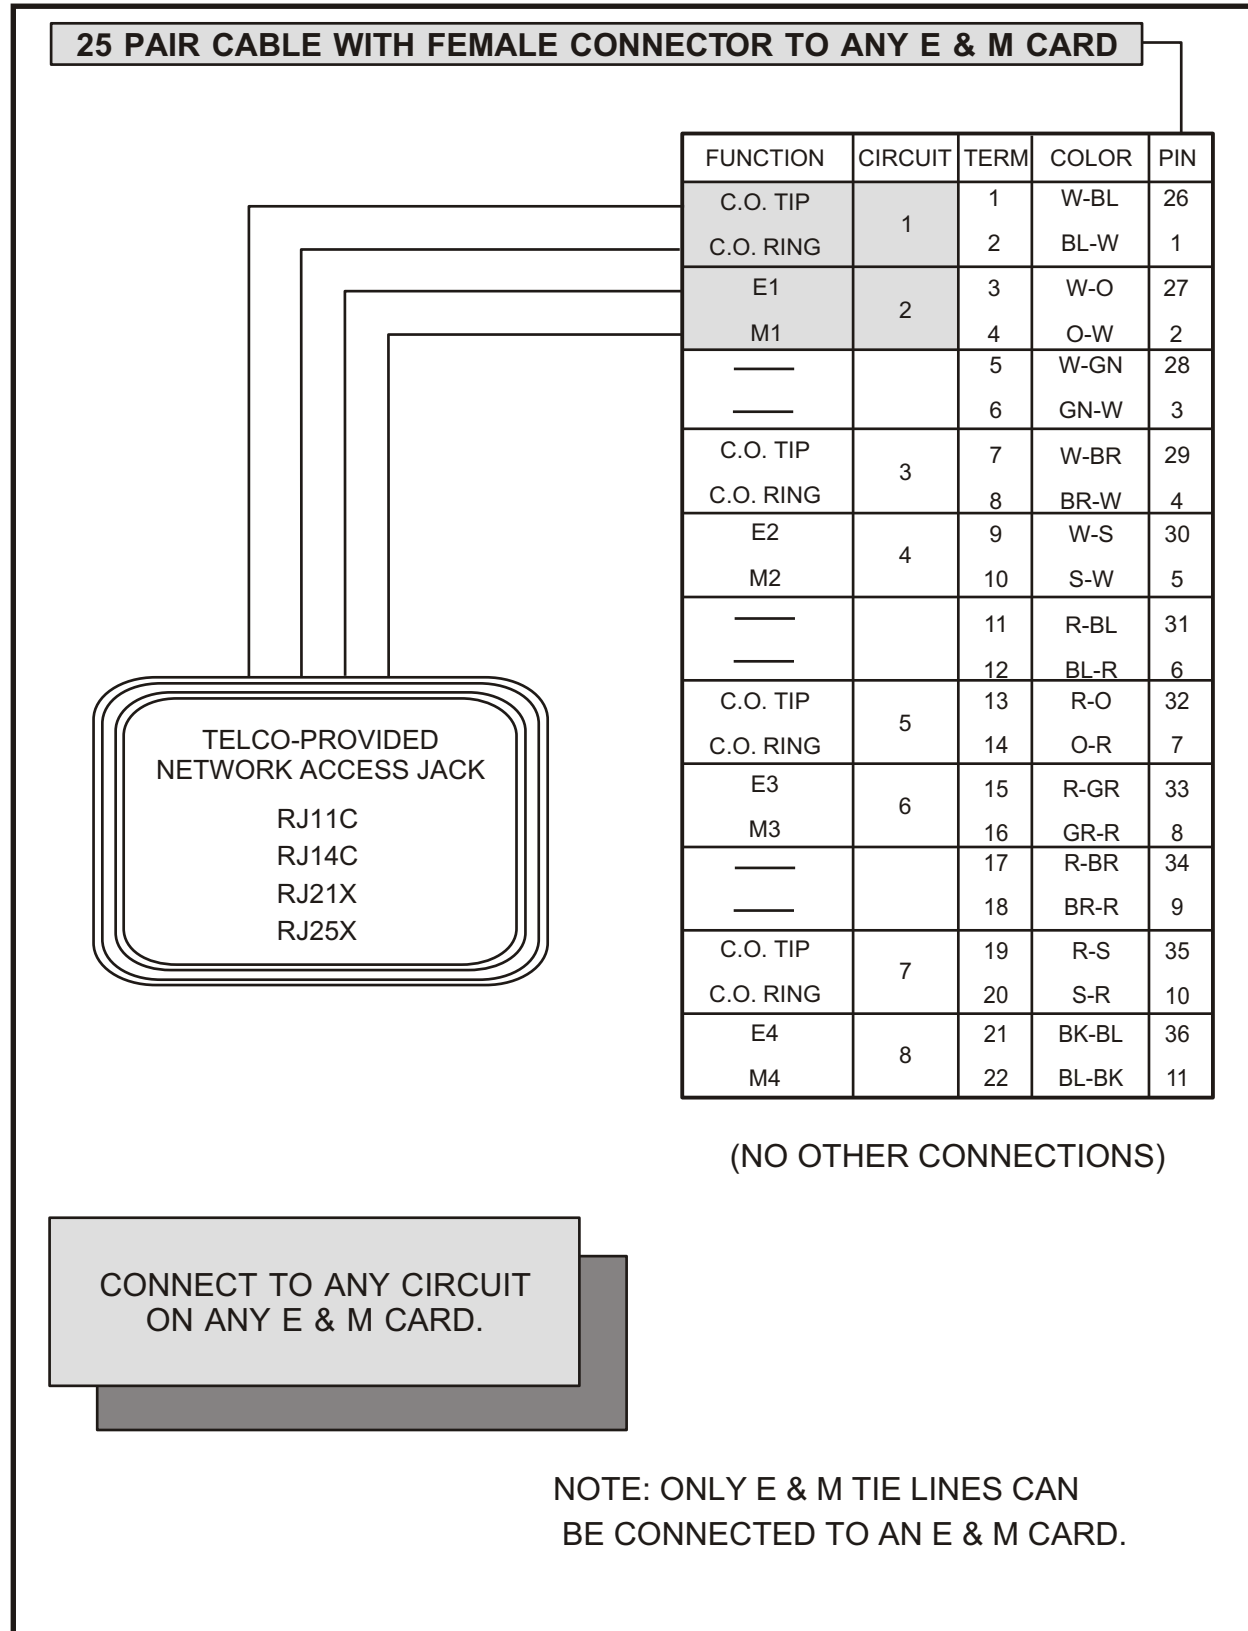 25 PAIR CABLE WITH FEMALE CONNECTOR TO ANY E & M CARD
FUNCTION CIRCUIT TERM COLOR PIN
C.O. TIP 1 W-BL 26
1
C.O. RING 2 BL-W 1
E1 3 W-O 27
2
M1 4 O-W 2
5 W-GN 28
6 GN-W 3
C.O. TIP 7 W-BR 29
3
C.O. RING 8 BR-W 4
E2 9 W-S 30
4
M2 10 S-W 5
11 R-BL 31
12 BL-R 6
C.O. TIP 13 R-O 32
5
C.O. RING 14 O-R 7
E3 15 R-GR 33
6
M3 16 GR-R 8
17 R-BR 34
18 BR-R 9
C.O. TIP 19 R-S 35
7
C.O. RING 20 S-R 10
E4 21 BK-BL 36
8
M4 22 BL-BK 11
(NO OTHER CONNECTIONS)
TELCO-PROVIDED
NETWORK ACCESS JACK
RJ11C
RJ14C
RJ21X
RJ25X
CONNECT TO ANY CIRCUIT
ON ANY E & M CARD.
NOTE: ONLY E & M TIE LINES CAN
BE CONNECTED TO AN E & M CARD.